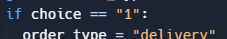 if choice == "1":
order_type = "delivery"